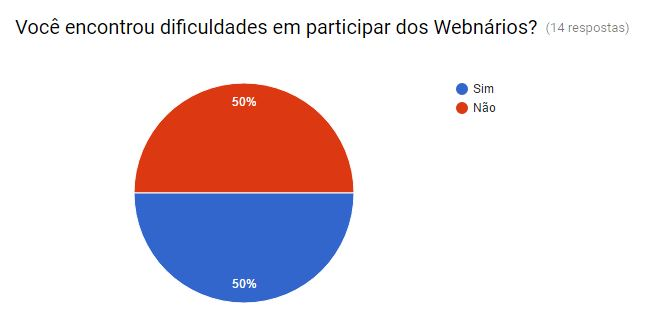 Você encontrou dificuldades em participar dos Webnários? (14 respostas)
Sim
Não
50%
50%